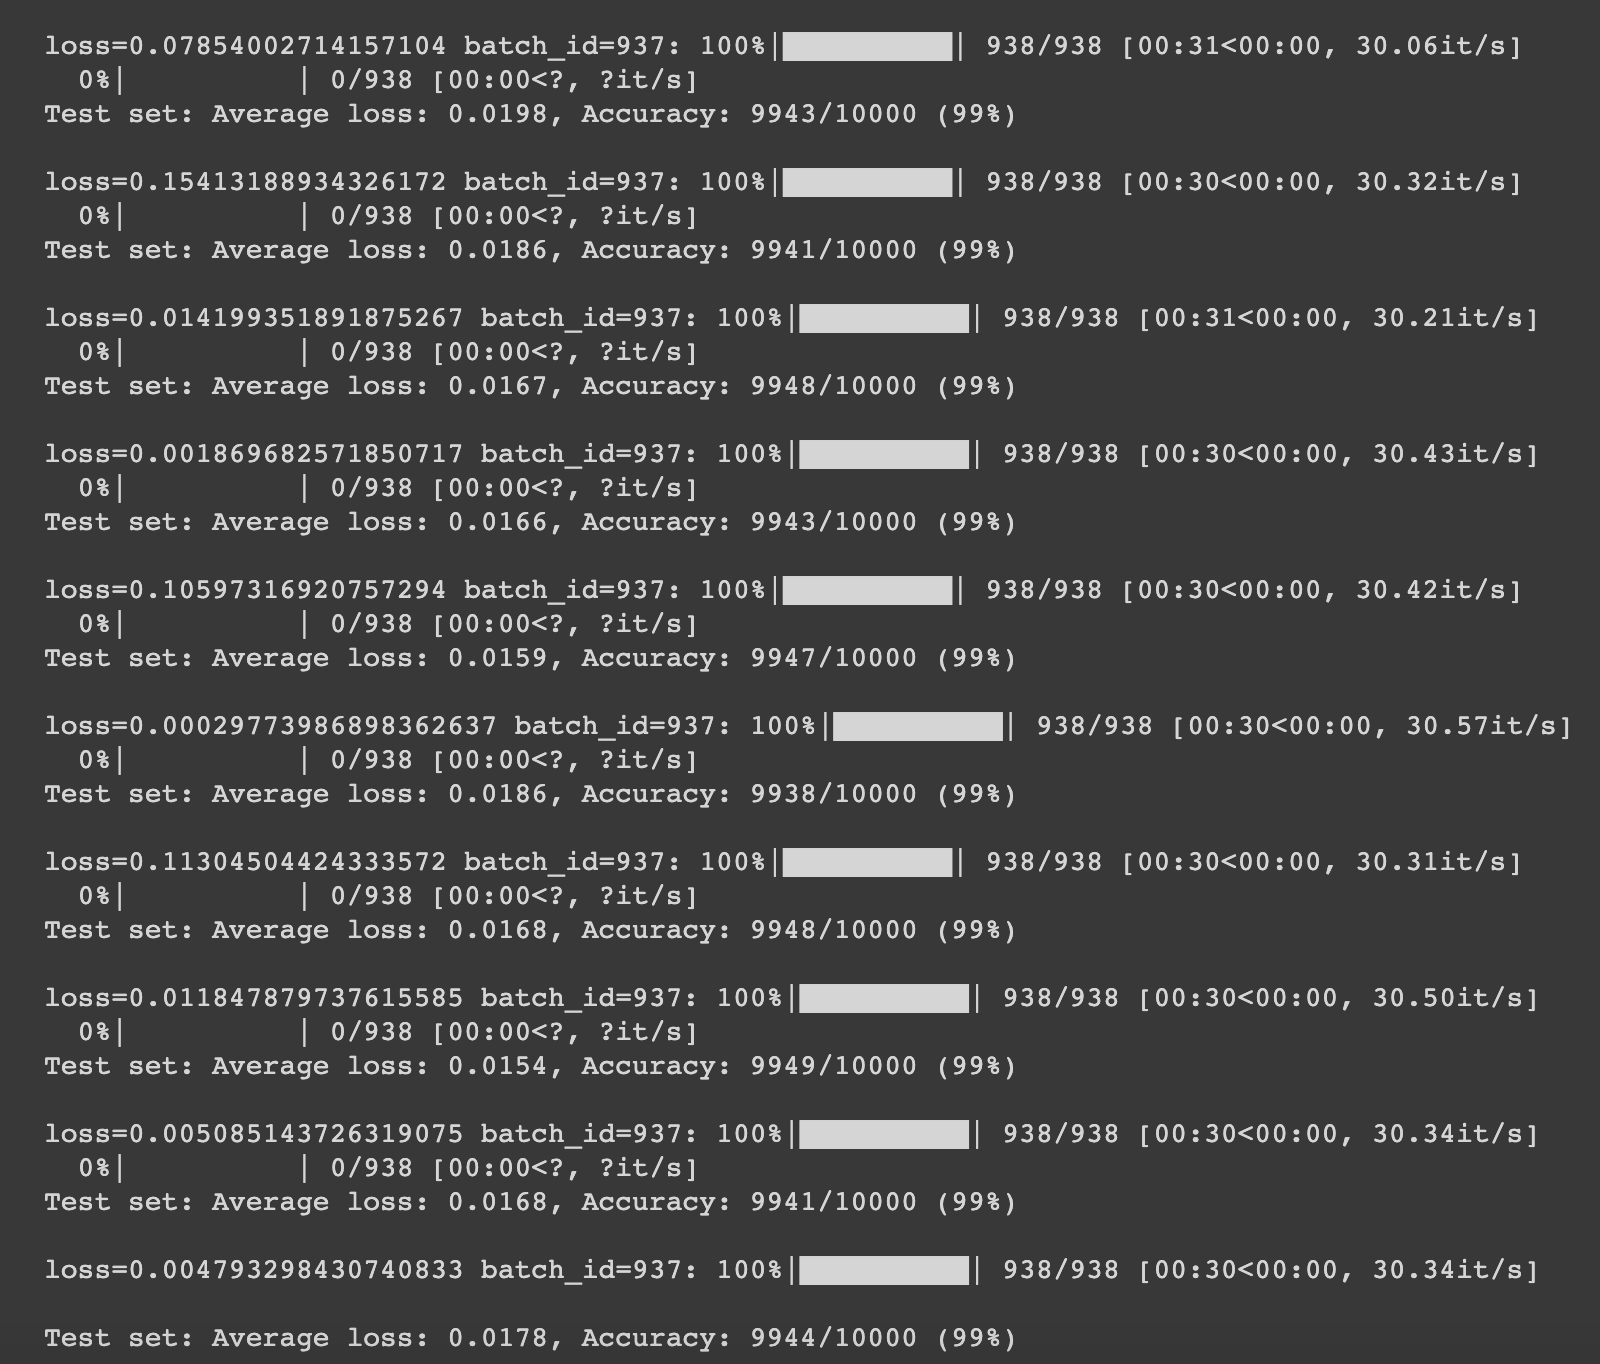 loss=0.07854002714157104 batch_id=937: 100%|██████████| 938/938 [00:31<00:00, 30.06it/s]
0%| | 0/938 [00:00<?, ?it/s]
Test set: Average loss: 0.0198, Accuracy: 9943/10000 (99%)
loss=0.15413188934326172 batch_id=937: 100%|██████████| 938/938 [00:30<00:00, 30.32it/s]
0%| | 0/938 [00:00<?, ?it/s]
Test set: Average loss: 0.0186, Accuracy: 9941/10000 (99%)
loss=0.014199351891875267 batch_id=937: 100%|██████████| 938/938 [00:31<00:00, 30.21it/s]
0%| | 0/938 [00:00<?, ?it/s]
Test set: Average loss: 0.0167, Accuracy: 9948/10000 (99%)
loss=0.001869682571850717 batch_id=937: 100%|██████████| 938/938 [00:30<00:00, 30.43it/s]
0%| | 0/938 [00:00<?, ?it/s]
Test set: Average loss: 0.0166, Accuracy: 9943/10000 (99%)
loss=0.10597316920757294 batch_id=937: 100%|██████████| 938/938 [00:30<00:00, 30.42it/s]
0%| | 0/938 [00:00<?, ?it/s]
Test set: Average loss: 0.0159, Accuracy: 9947/10000 (99%)
loss=0.00029773986898362637 batch_id=937: 100%|██████████| 938/938 [00:30<00:00, 30.57it/s]
0%| | 0/938 [00:00<?, ?it/s]
Test set: Average loss: 0.0186, Accuracy: 9938/10000 (99%)
loss=0.11304504424333572 batch_id=937: 100%|██████████| 938/938 [00:30<00:00, 30.31it/s]
0%| | 0/938 [00:00<?, ?it/s]
Test set: Average loss: 0.0168, Accuracy: 9948/10000 (99%)
loss=0.011847879737615585 batch_id=937: 100%|██████████| 938/938 [00:30<00:00, 30.50it/s]
0%| | 0/938 [00:00<?, ?it/s]
Test set: Average loss: 0.0154, Accuracy: 9949/10000 (99%)
loss=0.005085143726319075 batch_id=937: 100%|██████████| 938/938 [00:30<00:00, 30.34it/s]
0%| | 0/938 [00:00<?, ?it/s]
Test set: Average loss: 0.0168, Accuracy: 9941/10000 (99%)
loss=0.004793298430740833 batch_id=937: 100%|██████████| 938/938 [00:30<00:00, 30.34it/s]
Test set: Average loss: 0.0178, Accuracy: 9944/10000 (99%)